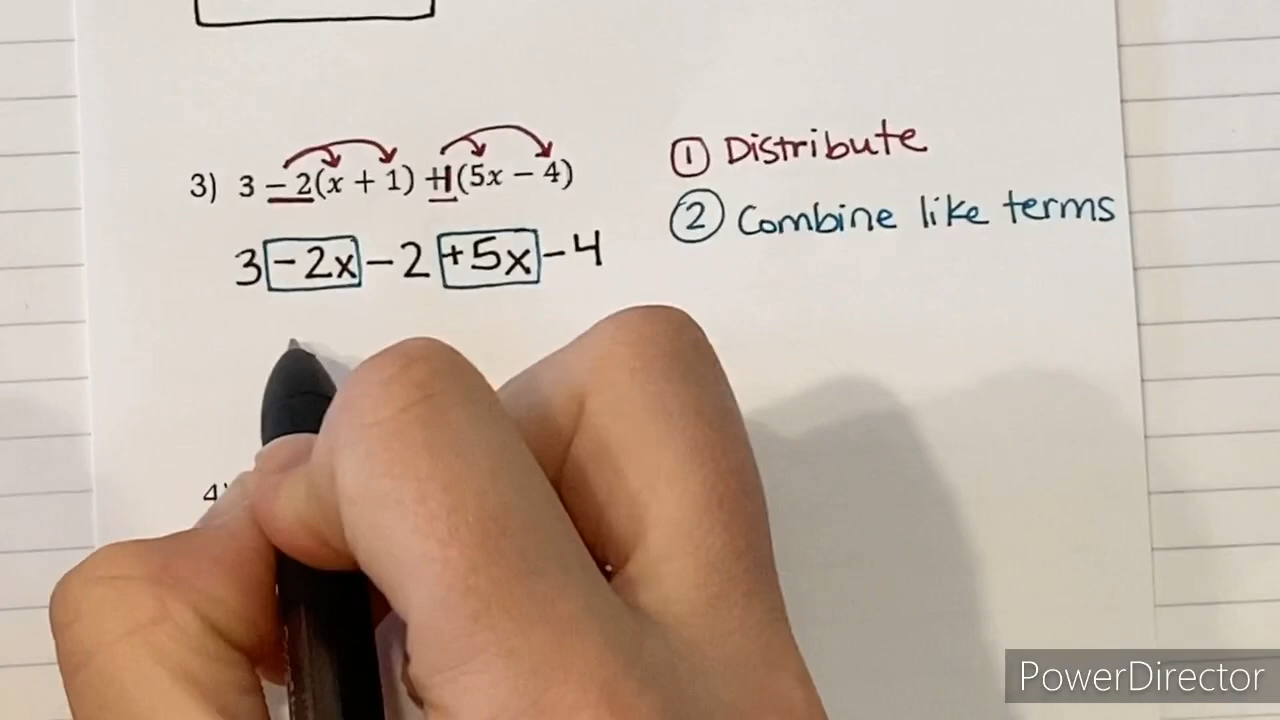 3) 3 − 2(x + 1) +1(5x − 4)
① Distribute
3 −2x −2 +5x −4
② Combine like terms
4)
PowerDirector